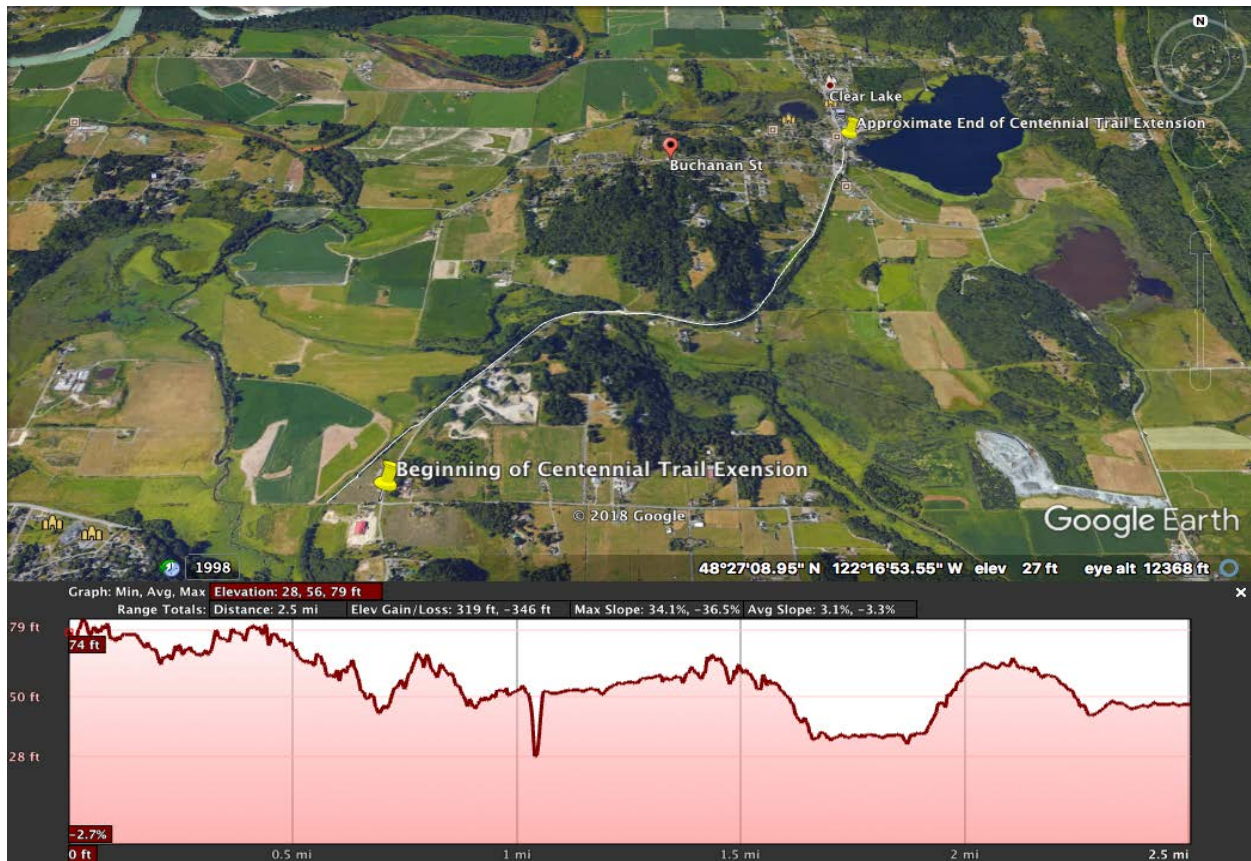 N
Clear Lake
Approximate End of Centennial Trail Extension
Buchanan St
Beginning of Centennial Trail Exension
© 2018 Google
Google Earth
1998
48°27'08.95" N 122°16'53.55" W elev 27 ft eye alt 12368 ft
Graph: Min, Avg, Max Elevation: 28, 56, 79 ft
Range Totals: Distance: 2.5 mi Elev Gain/Loss: 319 ft, -346 ft Max Slope: 34.1%, -36.5% Avg Slope: 3.1%, -3.3%
79 ft
74 ft
50 ft
28 ft
-2.7%
0 ft 0.5 mi 1 mi 1.5 mi 2 mi 2.5 mi